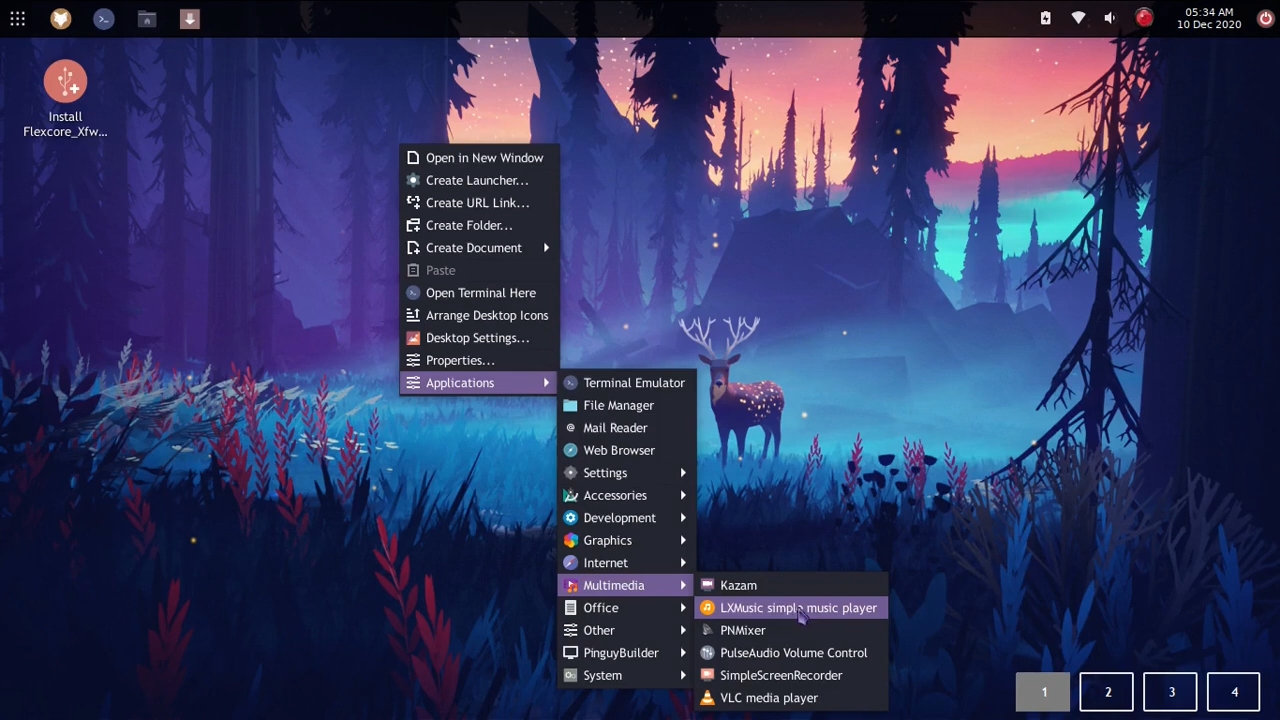 05:34 AM
10 Dec 2020
Install
Flexcore_Xfw...
Open in New Window
Create Launcher...
Create URL Link...
Create Folder...
Create Document
Paste
Open Terminal Here
Arrange Desktop Icons
Desktop Settings...
Properties...
Applications
Terminal Emulator
File Manager
Mail Reader
Web Browser
Settings
Accessories
Development
Graphics
Internet
Multimedia
Office
Other
PinguyBuilder
System
Kazam
LXMusic simple music player
PNMixer
PulseAudio Volume Control
SimpleScreenRecorder
VLC media player
1 2 3 4